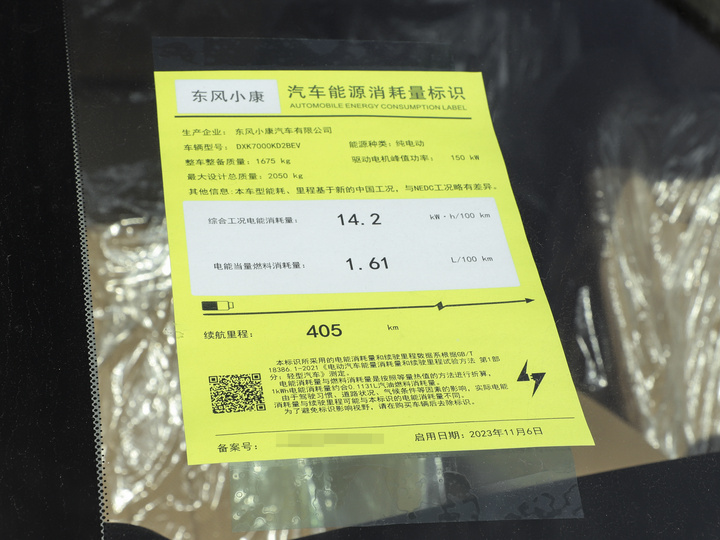 东风小康
汽车能源消耗量标识
AUTOMOBILE ENERGY CONSUMPTION LABEL
生产企业: 东风小康汽车有限公司
车辆型号: DXK7000KD2BEV 能源种类: 纯电动
整车整备质量: 1675 kg 驱动电机峰值功率: 150 kW
最大设计总质量: 2050 kg
其他信息: 本车型能耗、里程基于新的中国工况, 与NEDC工况略有差异。
综合工况电能消耗量: 14.2 kW·h/100 km
电能当量燃料消耗量: 1.61 L/100 km
续航里程: 405 km
本标识所采用的电能消耗量和续驶里程数据系根据GB/T
18386.1-2021《电动汽车能量消耗量和续驶里程试验方法 第1部
分: 轻型汽车》测定。
电能消耗量与燃料消耗量是按照等量热值的方法进行折算,
1kWh电能消耗量约合0.1131L汽油燃料消耗量。
由于驾驶习惯、道路状况、气候条件等因素的影响, 实际电能
消耗量与续驶里程可能与本标识的电能消耗量不同。
为了避免标识影响视野, 请在购买车辆后去除标识。
备案号: 启用日期: 2023年11月6日